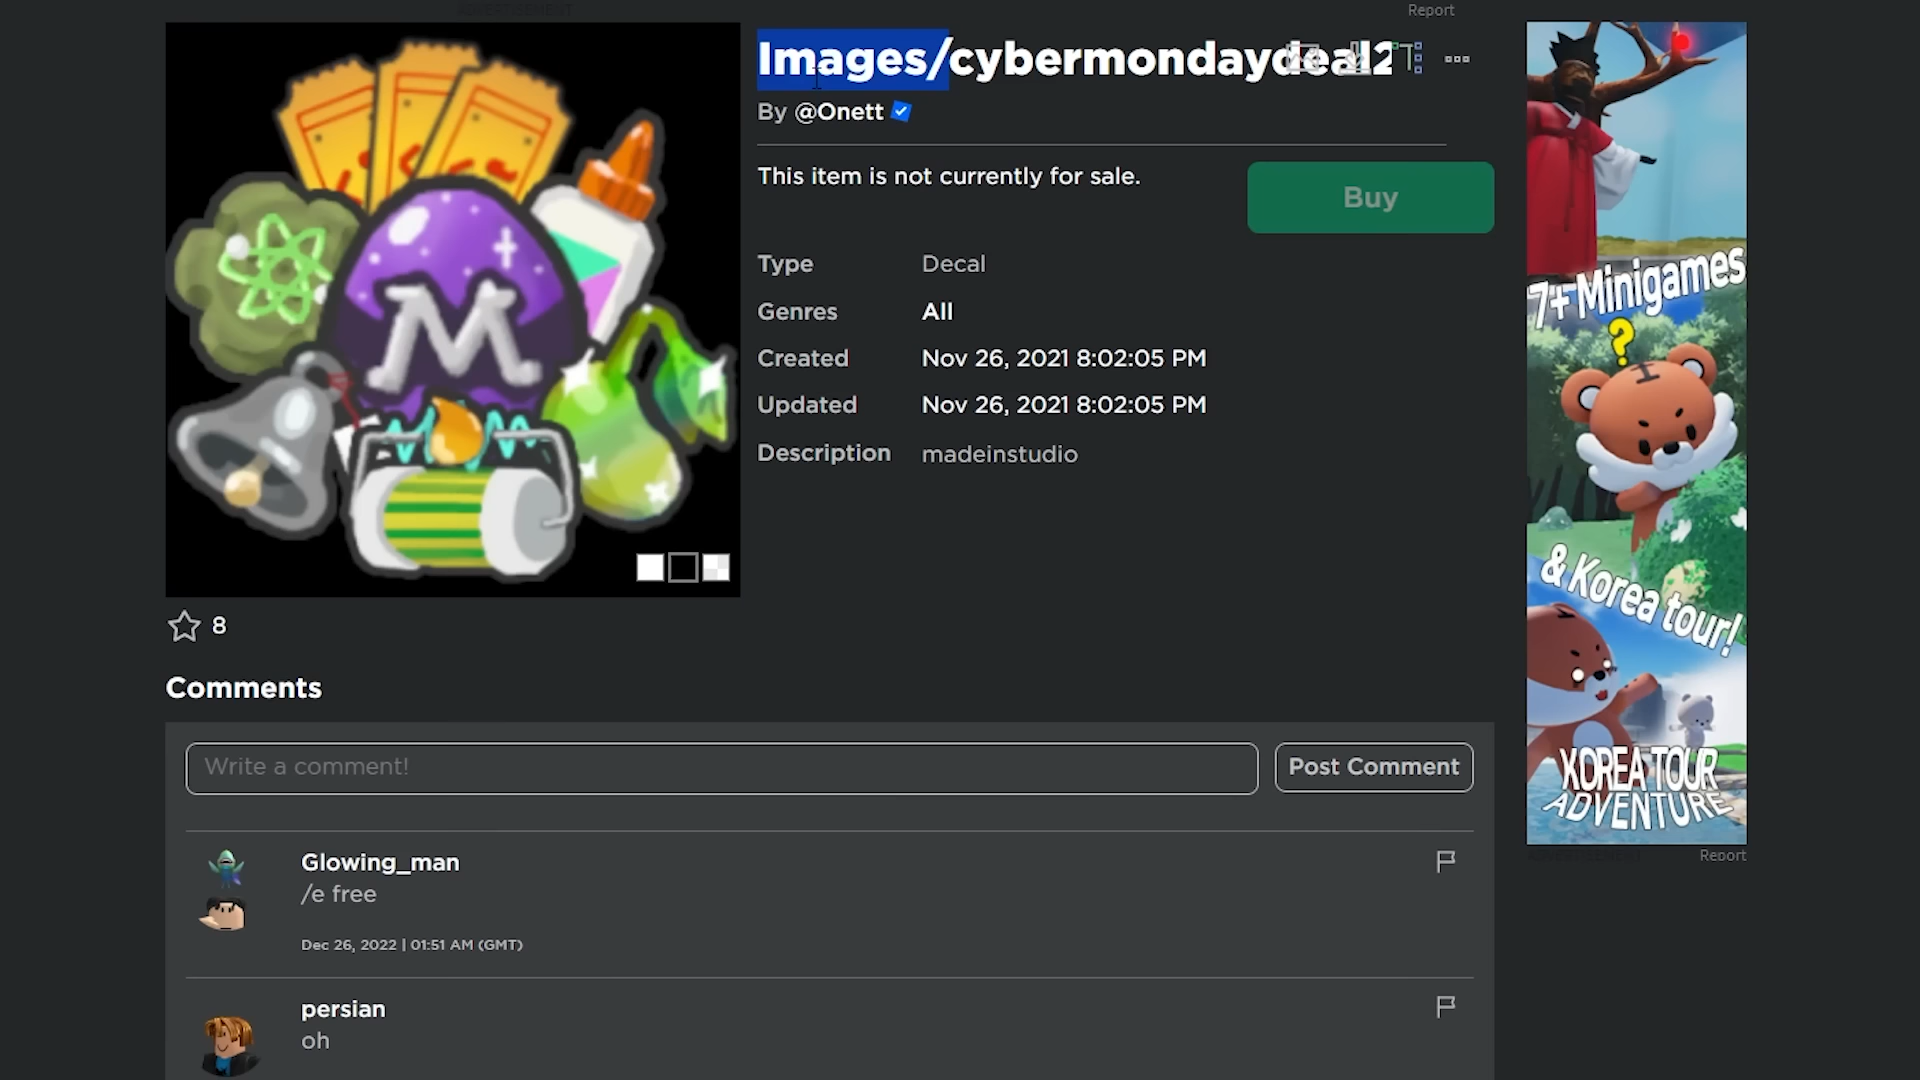 ADVERTISEMENT
Report
Images/cybermondaydeal2
By @Onett
This item is not currently for sale.
Buy
Type Decal
Genres All
Created Nov 26, 2021 8:02:05 PM
Updated Nov 26, 2021 8:02:05 PM
Description madeinstudio
M
8
Comments
Write a comment!
Post Comment
Glowing_man
/e free
Dec 26, 2022 | 01:51 AM (GMT)
persian
oh
7+ Minigames
?
& Korea tour!
KOREA TOUR
ADVENTURE
ADVERTISEMENT
Report